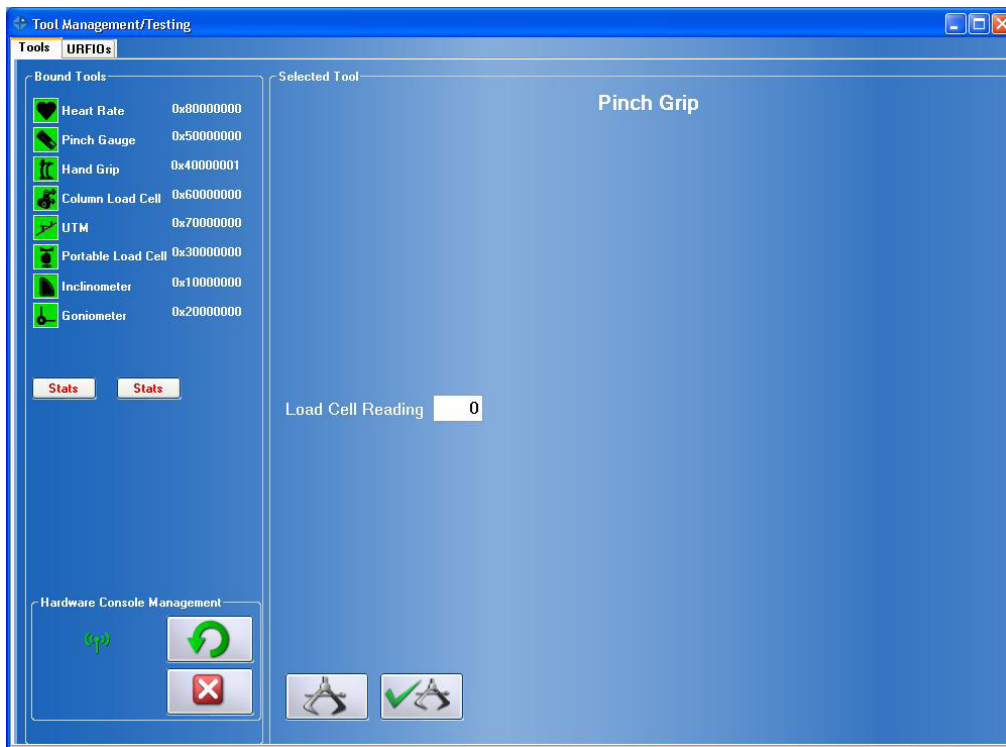 Tool Management/Testing
Tools URFIOs
Bound Tools
Heart Rate 0x80000000
Pinch Gauge 0x50000000
Hand Grip 0x40000001
Column Load Cell 0x60000000
UTM 0x70000000
Portable Load Cell 0x30000000
Inclinometer 0x10000000
Goniometer 0x20000000
Stats Stats
Hardware Console Management
Selected Tool
Pinch Grip
Load Cell Reading 0